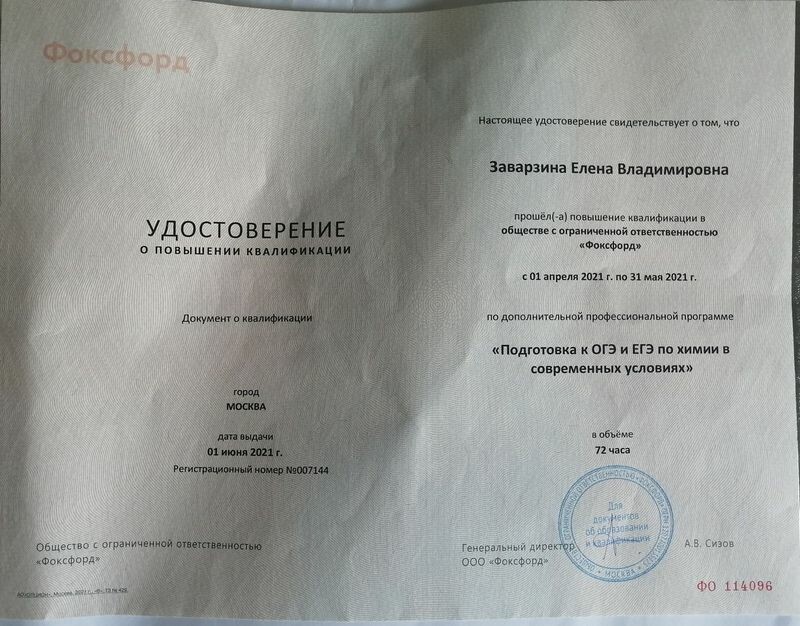 Фоксфорд
УДОСТОВЕРЕНИЕ
О ПОВЫШЕНИИ КВАЛИФИКАЦИИ
Документ о квалификации
город
МОСКВА
дата выдачи
01 июня 2021 г.
Регистрационный номер №007144
Общество с ограниченной ответственностью
«Фоксфорд»
Настоящее удостоверение свидетельствует о том, что
Заварзина Елена Владимировна
прошёл(-а) повышение квалификации в
обществе с ограниченной ответственностью
«Фоксфорд»
с 01 апреля 2021 г. по 31 мая 2021 г.
по дополнительной профессиональной программе
«Подготовка к ОГЭ и ЕГЭ по химии в
современных условиях»
в объёме
72 часа
Для
документов
об образовании
и квалификации
МОСКВА
Генеральный директор
ООО «Фоксфорд»
А.В. Сизов
ФО 114096